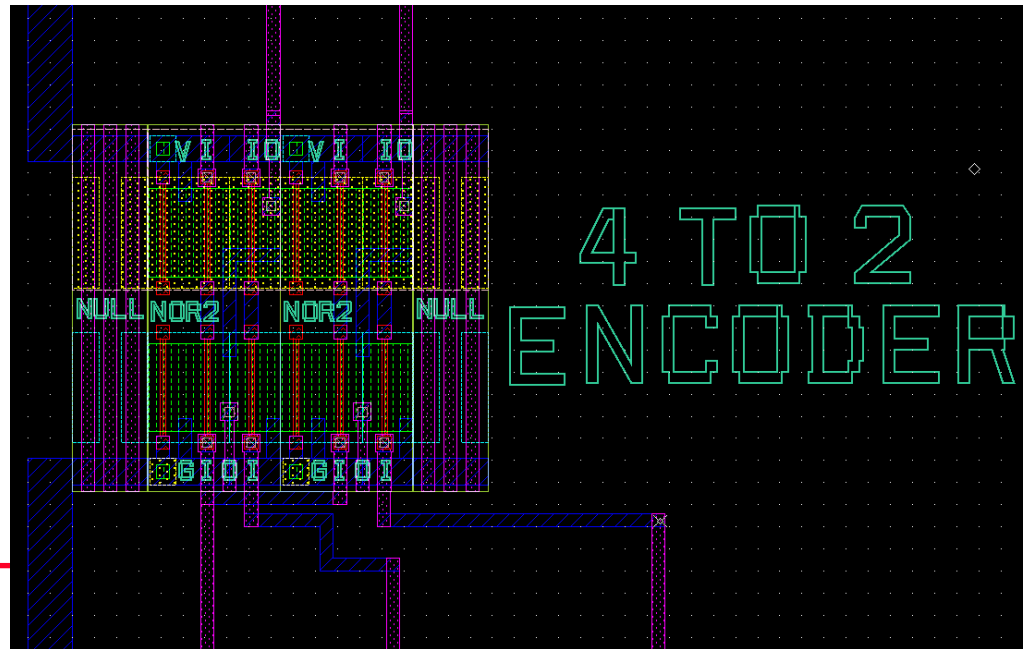 VI IO VI IO
4 TO 2
NULL NOR2 NOR2 NULL
ENCODER
GIOI GIOI